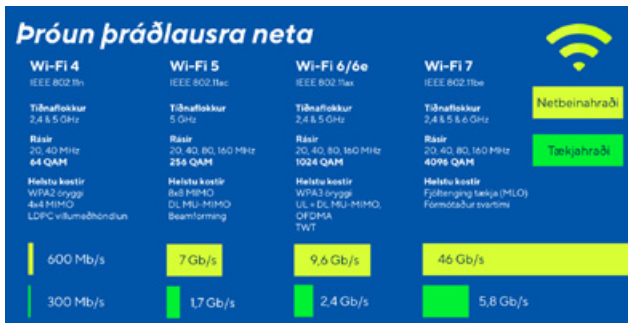 Þróun þráðlausra neta
Wi-Fi 4
IEEE 802.11n
Tíðnaflokkur
2,4 & 5 GHz
Rásir
20, 40 MHz
64 QAM
Helstu kostir
WPA2 öryggi
4x4 MIMO
LDPC villumeðhöndlun
600 Mb/s
300 Mb/s
Wi-Fi 5
IEEE 802.11ac
Tíðnaflokkur
5 GHz
Rásir
20, 40, 80, 160 MHz
256 QAM
Helstu kostir
8x8 MIMO
DL MU-MIMO
Beamforming
7 Gb/s
1,7 Gb/s
Wi-Fi 6/6e
IEEE 802.11ax
Tíðnaflokkur
2,4 & 5 GHz
Rásir
20, 40, 80, 160 MHz
1024 QAM
Helstu kostir
WPA3 öryggi
UL + DL MU-MIMO,
OFDMA
TWT
9,6 Gb/s
2,4 Gb/s
Wi-Fi 7
IEEE 802.11be
Tíðnaflokkur
2,4 & 5 & 6 GHz
Rásir
20, 40, 80, 160 MHz
4096 QAM
Helstu kostir
Fjöltenging tækja (MLO)
Formótaður svartími
46 Gb/s
5,8 Gb/s
Netbeinahraði
Tækjahraði